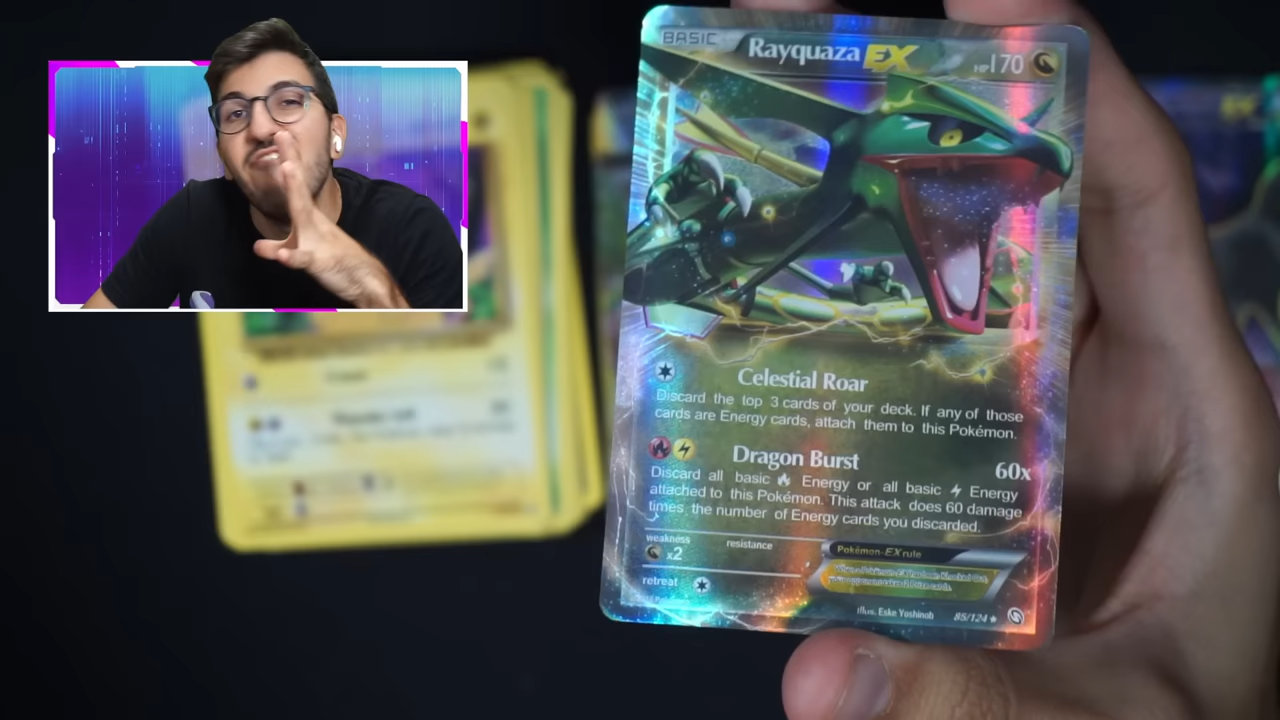 BASIC
Rayquaza EX
HP170
Celestial Roar
Discard the top 3 cards of your deck. If any of those
cards are Energy cards, attach them to this Pokémon.
Dragon Burst
60x
Discard all basic Energy or all basic Energy
attached to this Pokémon. This attack does 60 damage
times the number of Energy cards you discarded.
weakness
x2
resistance
retreat
Pokémon-EX rule
Illus. Eske Yoshinob
85/124